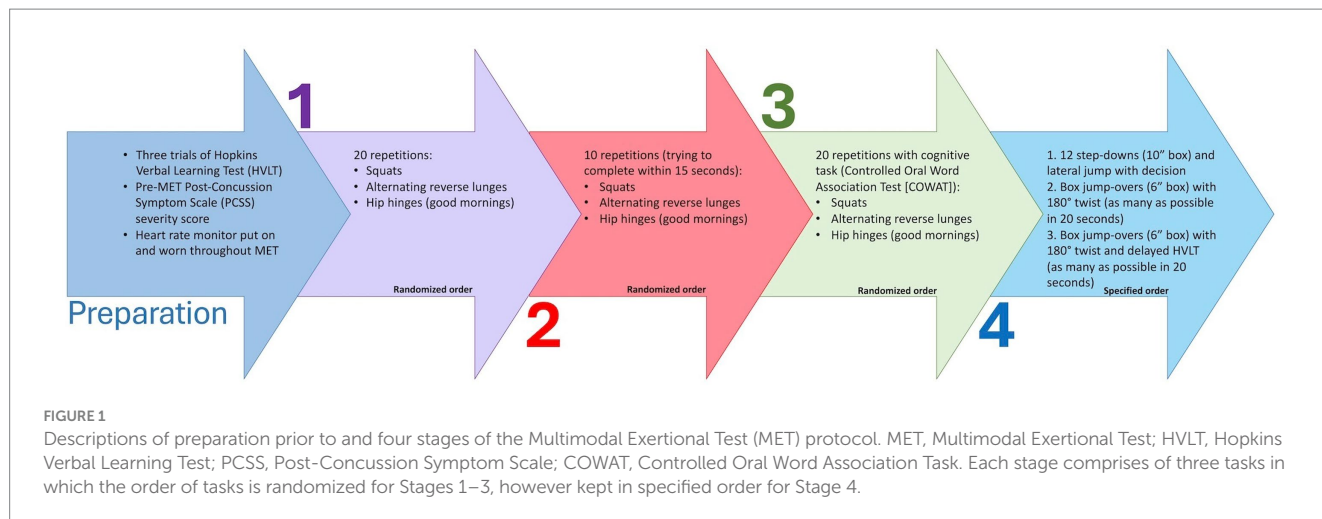 1
3
• Three trials of Hopkins
Verbal Learning Test (HVLT)
• Pre-MET Post-Concussion
Symptom Scale (PCSS)
severity score
• Heart rate monitor put on
and worn throughout MET
Preparation
20 repetitions:
• Squats
• Alternating reverse lunges
• Hip hinges (good mornings)
Randomized order
2
10 repetitions (trying to
complete within 15 seconds):
• Squats
• Alternating reverse lunges
• Hip hinges (good mornings)
Randomized order
20 repetitions with cognitive
task (Controlled Oral Word
Association Test [COWAT]):
• Squats
• Alternating reverse lunges
• Hip hinges (good mornings)
Randomized order
4
1. 12 step-downs (10” box) and
lateral jump with decision
2. Box jump-overs (6” box) with
180° twist (as many as possible
in 20 seconds)
3. Box jump-overs (6” box) with
180° twist and delayed HVLT
(as many as possible in 20
seconds)
Specified order
FIGURE 1
Descriptions of preparation prior to and four stages of the Multimodal Exertional Test (MET) protocol. MET, Multimodal Exertional Test; HVLT, Hopkins
Verbal Learning Test; PCSS, Post-Concussion Symptom Scale; COWAT, Controlled Oral Word Association Task. Each stage comprises of three tasks in
which the order of tasks is randomized for Stages 1–3, however kept in specified order for Stage 4.